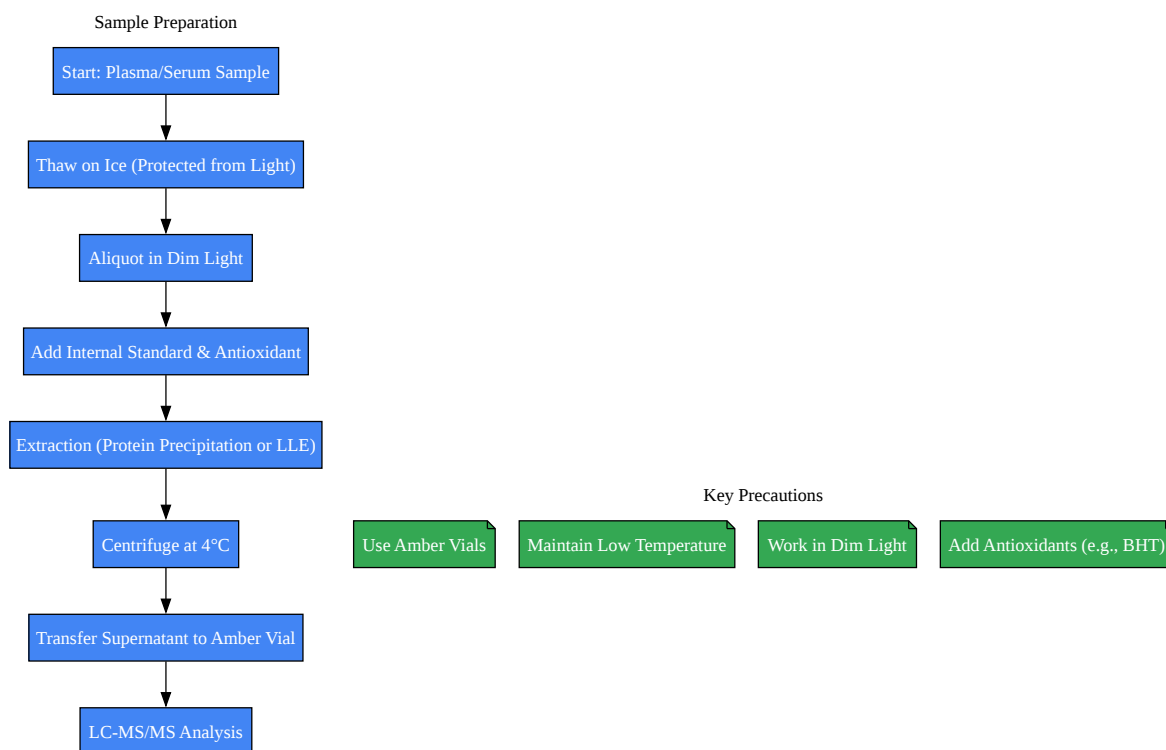 Sample Preparation
Start: Plasma/Serum Sample
Thaw on Ice (Protected from Light)
Aliquot in Dim Light
Add Internal Standard & Antioxidant
Extraction (Protein Precipitation or LLE)
Centrifuge at 4°C
Transfer Supernatant to Amber Vial
LC-MS/MS Analysis
Key Precautions
Use Amber Vials
Maintain Low Temperature
Work in Dim Light
Add Antioxidants (e.g., BHT)